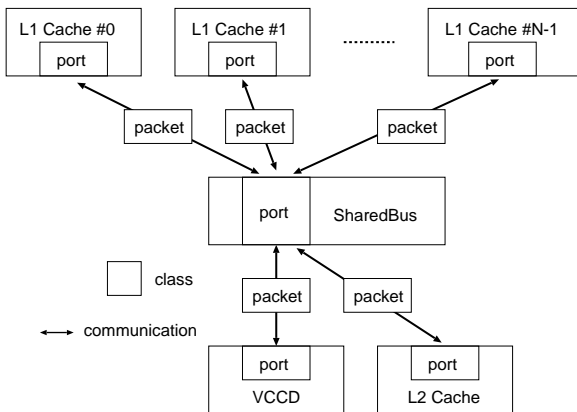 L1 Cache #0
port
L1 Cache #1
port
L1 Cache #N-1
port
packet
packet
packet
port
SharedBus
class
packet
packet
communication
port
VCCD
port
L2 Cache